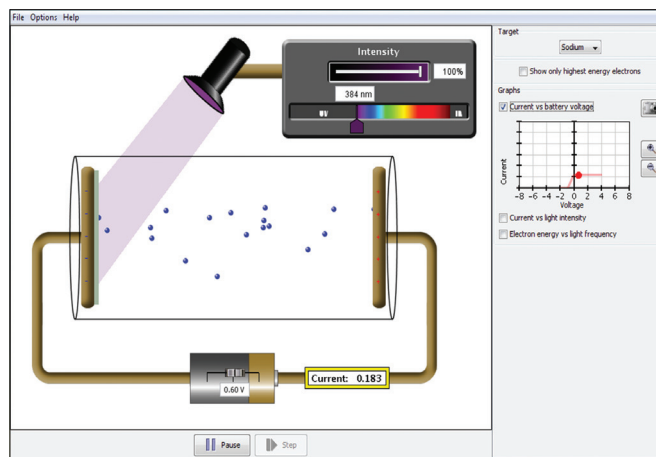 File Options Help
Intensity
100%
384 nm
UV
IR
0.60 V
Current: 0.183
Pause
Step
Target
Sodium
Show only highest energy electrons
Graphs
Current vs battery voltage
Current
-8 -6 -4 -2 0 2 4 6 8
Voltage
Current vs light intensity
Electron energy vs light frequency